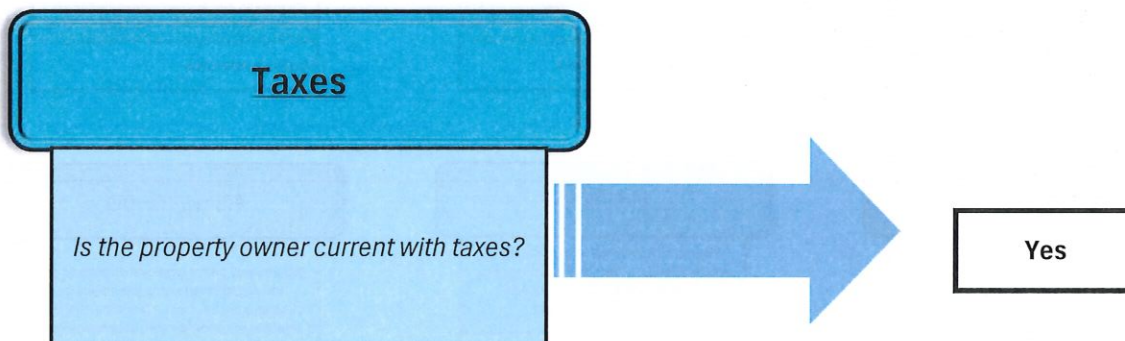 Taxes
Is the property owner current with taxes?
Yes